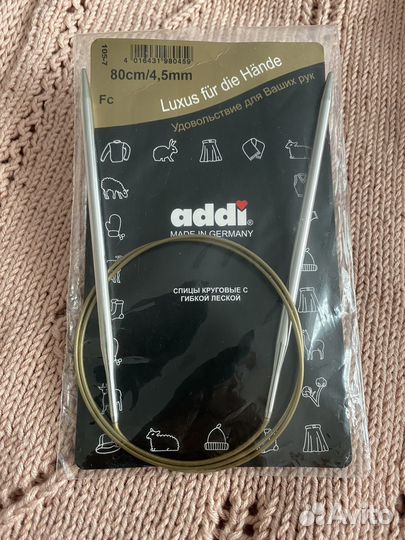 105-7
4 016431 980459
80cm/4,5mm
Fc
Luxus für die Hände
Удовольствие для Ваших рук
addi®
MADE IN GERMANY
СПИЦЫ КРУГОВЫЕ С
ГИБКОЙ ЛЕСКОЙ
Avito